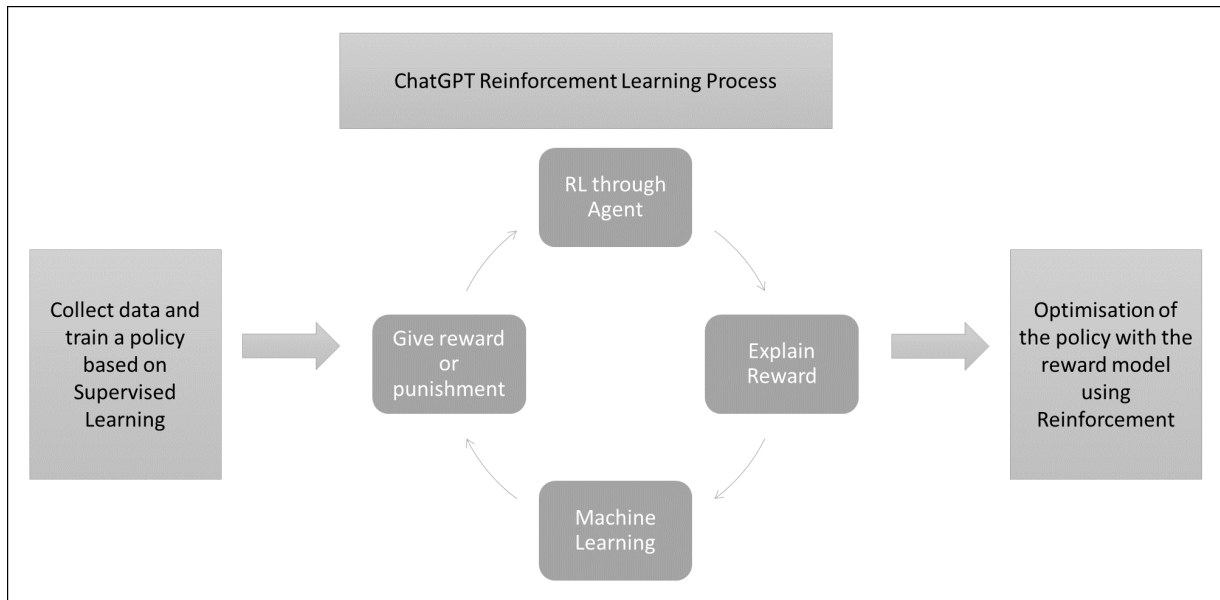 ChatGPT Reinforcement Learning Process
RL through
Agent
Collect data and
train a policy
based on
Supervised
Learning
Give reward
or
punishment
Explain
Reward
Optimisation of
the policy with the
reward model
using
Reinforcement
Machine
Learning